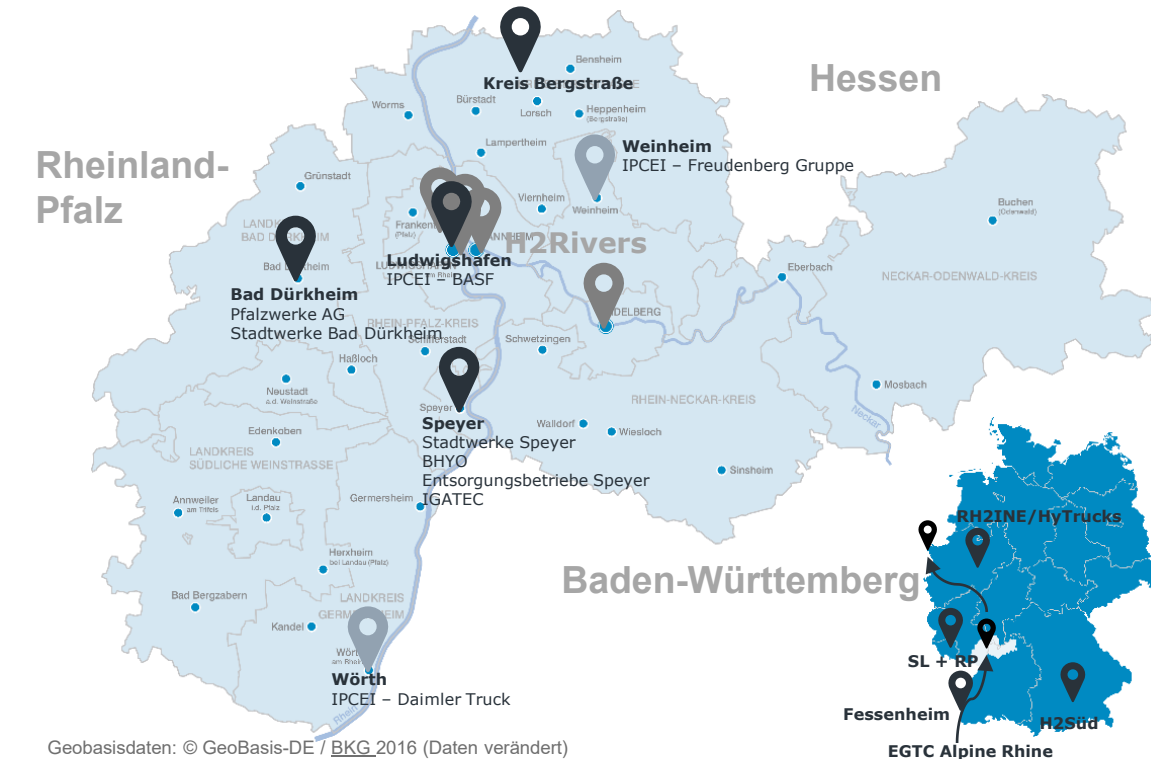 Hessen
Rheinland-
Pfalz
Baden-Württemberg
H2Rivers
Kreis Bergstraße
Bensheim
Worms
Bürstadt
Lorsch
Heppenheim
(Bergstraße)
Lampertheim
Weinheim
IPCEI – Freudenberg Gruppe
Weinheim
Viernheim
Grünstadt
Buchen
(Odenwald)
BAD DÜRKHEIM
Ludwigshafen
IPCEI – BASF
Eberbach
NECKAR-ODENWALD-KREIS
Bad Dürkheim
Pfalzwerke AG
Stadtwerke Bad Dürkheim
RHEIN-PFALZ-KREIS
Schifferstadt
Schwetzingen
Haßloch
Neustadt
a.d. Weinstraße
Mosbach
RHEIN-NECKAR-KREIS
Neckar
Speyer
Walldorf
Wiesloch
Speyer
Stadtwerke Speyer
BHYO
Entsorgungsbetriebe Speyer
IGATEC
Sinsheim
Edenkoben
LANDKREIS
SÜDLICHE WEINSTRASSE
Annweiler
am Trifels
Landau
i.d. Pfalz
Germersheim
Herxheim
bei Landau (Pfalz)
Bad Bergzabern
LANDKREIS
Kandel
Wörth
IPCEI – Daimler Truck
Rhein
RH2INE/HyTrucks
SL + RP
Fessenheim
H2Süd
EGTC Alpine Rhine
Geobasisdaten: © GeoBasis-DE / BKG 2016 (Daten verändert)